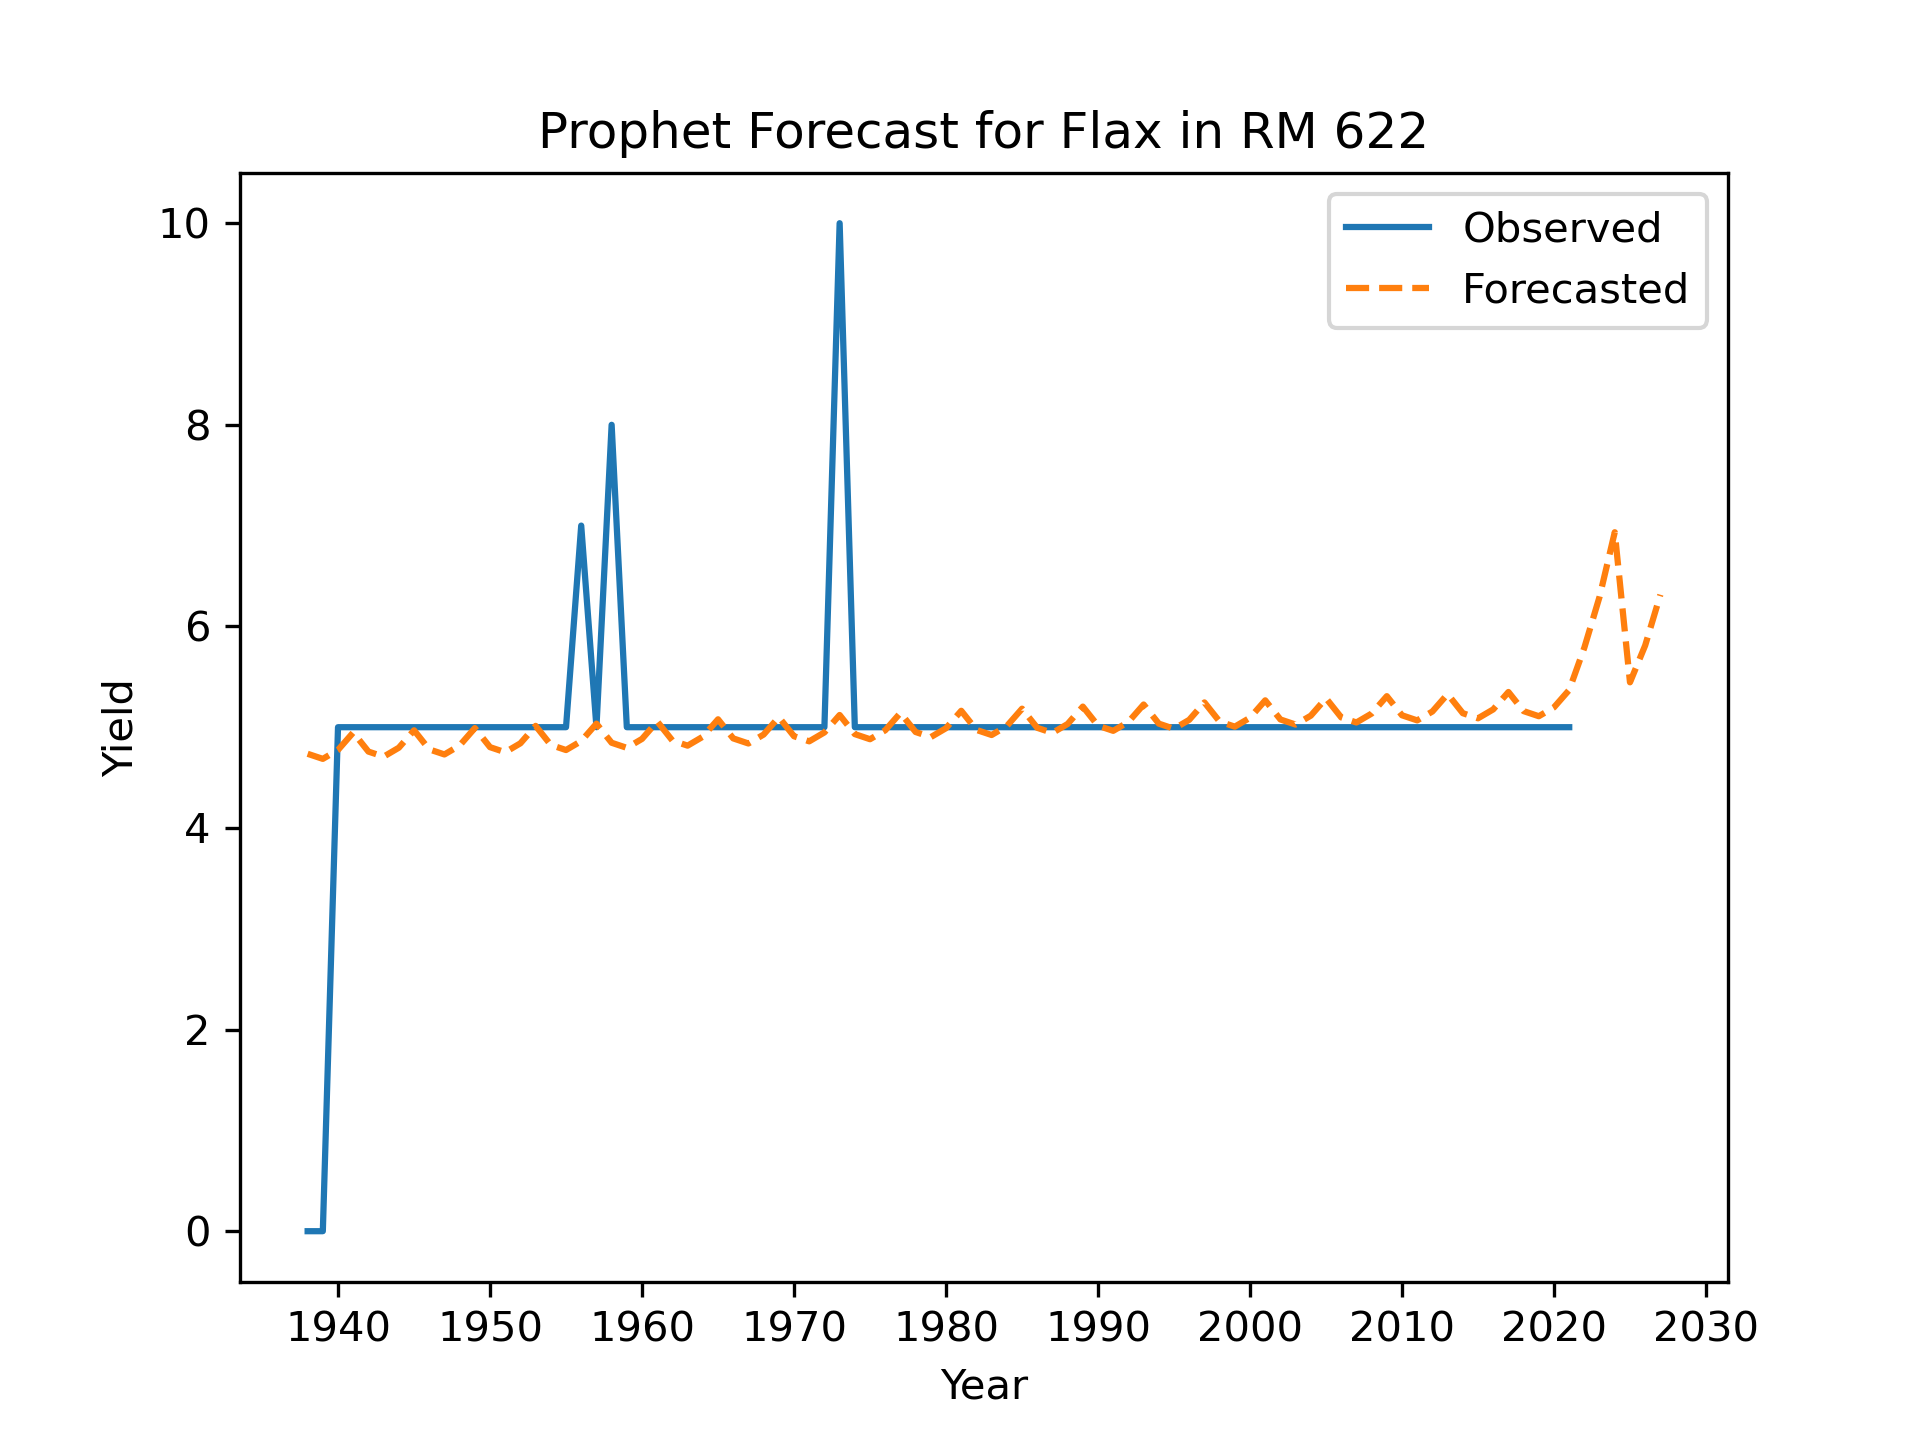 Prophet Forecast for Flax in RM 622
Observed
Forecasted
10
8
6
4
2
0
Yield
1940 1950 1960 1970 1980 1990 2000 2010 2020 2030
Year